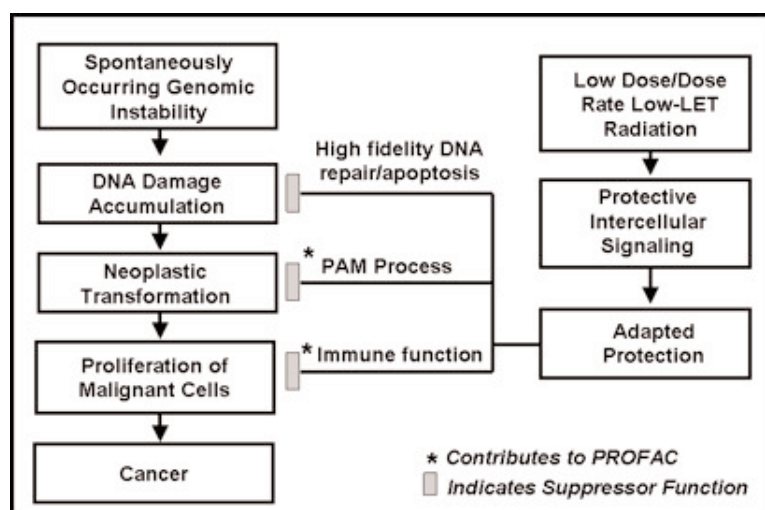 Spontaneously
Occurring Genomic
Instability
DNA Damage
Accumulation
Neoplastic
Transformation
Proliferation of
Malignant Cells
Cancer
High fidelity DNA
repair/apoptosis
* PAM Process
* Immune function
Low Dose/Dose
Rate Low-LET
Radiation
Protective
Intercellular
Signaling
Adapted
Protection
* Contributes to PROFAC
Indicates Suppressor Function